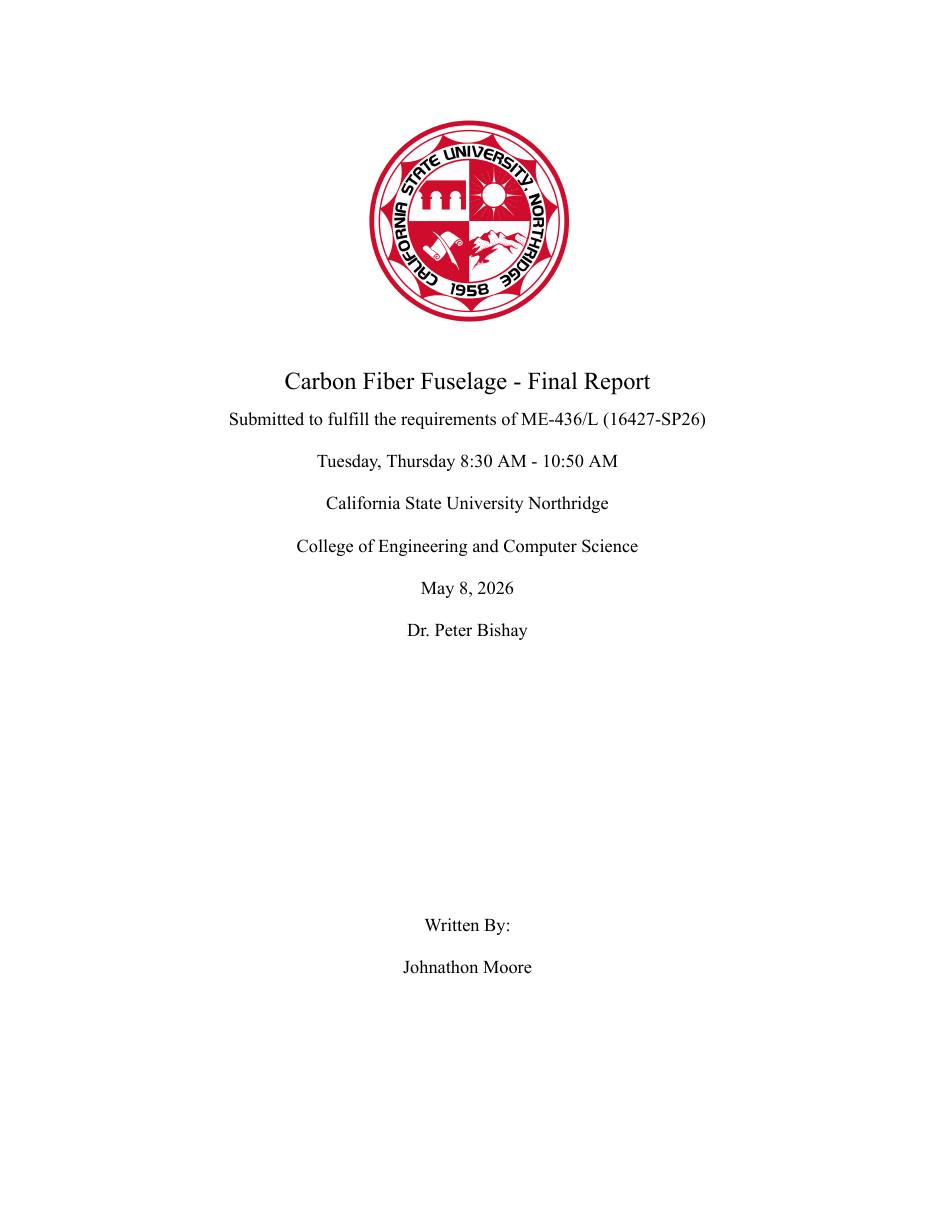 CALIFORNIA STATE UNIVERSITY, NORTHRIDGE
1958
Carbon Fiber Fuselage - Final Report
Submitted to fulfill the requirements of ME-436/L (16427-SP26)
Tuesday, Thursday 8:30 AM - 10:50 AM
California State University Northridge
College of Engineering and Computer Science
May 8, 2026
Dr. Peter Bishay
Written By:
Johnathon Moore